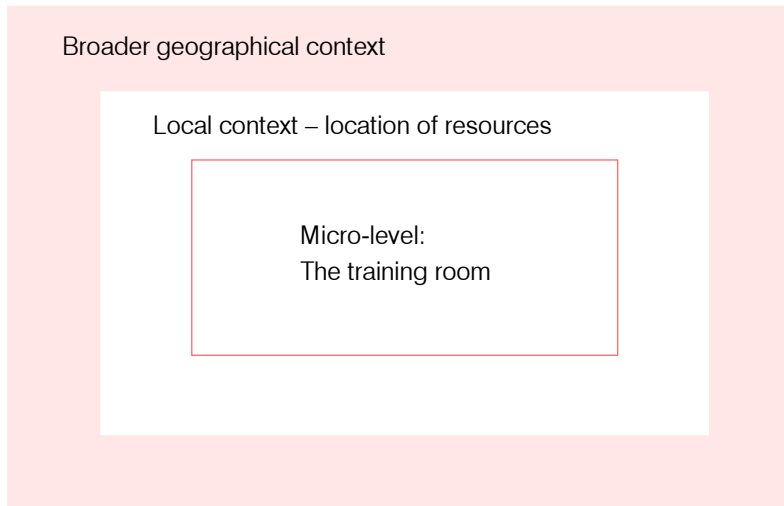 Broader geographical context
Local context – location of resources
Micro-level:
The training room